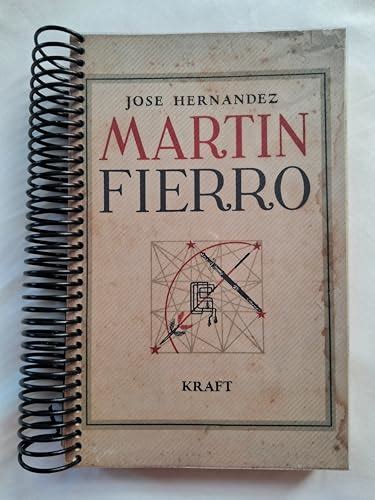 JOSE HERNANDEZ
MARTIN
FIERRO
KRAFT